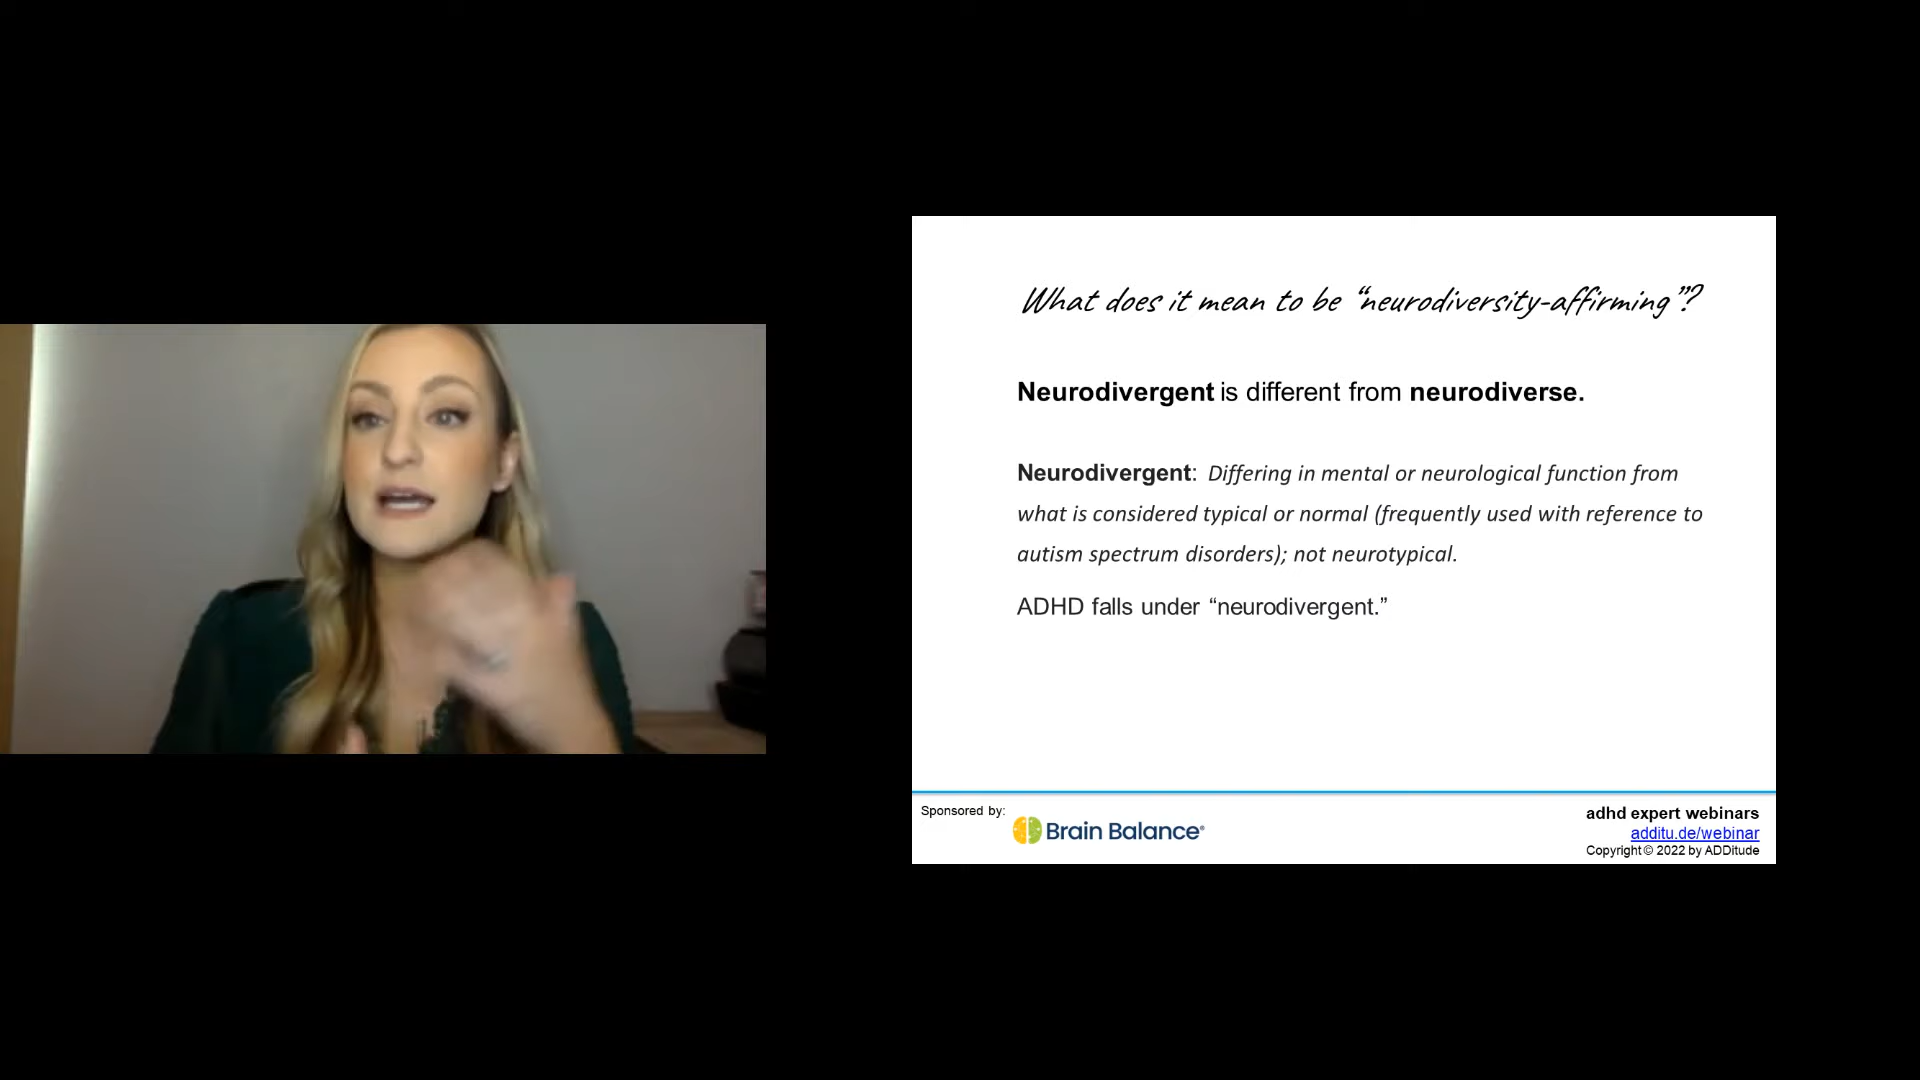 What does it mean to be “neurodiversity-affirming”?
Neurodivergent is different from neurodiverse.
Neurodivergent: Differing in mental or neurological function from
what is considered typical or normal (frequently used with reference to
autism spectrum disorders); not neurotypical.
ADHD falls under “neurodivergent.”
Sponsored by:
Brain Balance®
adhd expert webinars
additu.de/webinar
Copyright © 2022 by ADDitude